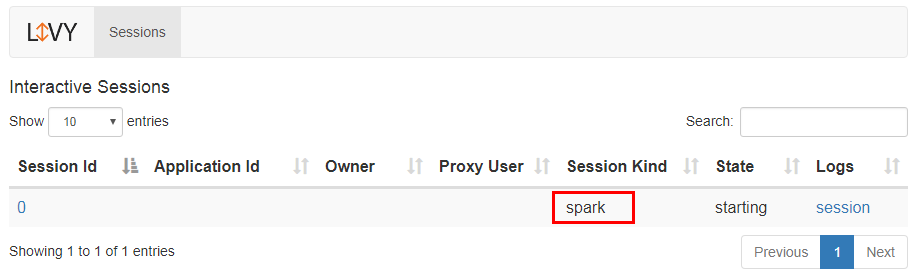 LIVY Sessions
Interactive Sessions
Show 10 entries Search:
Session Id Application Id Owner Proxy User Session Kind State Logs
0 spark starting session
Showing 1 to 1 of 1 entries Previous 1 Next